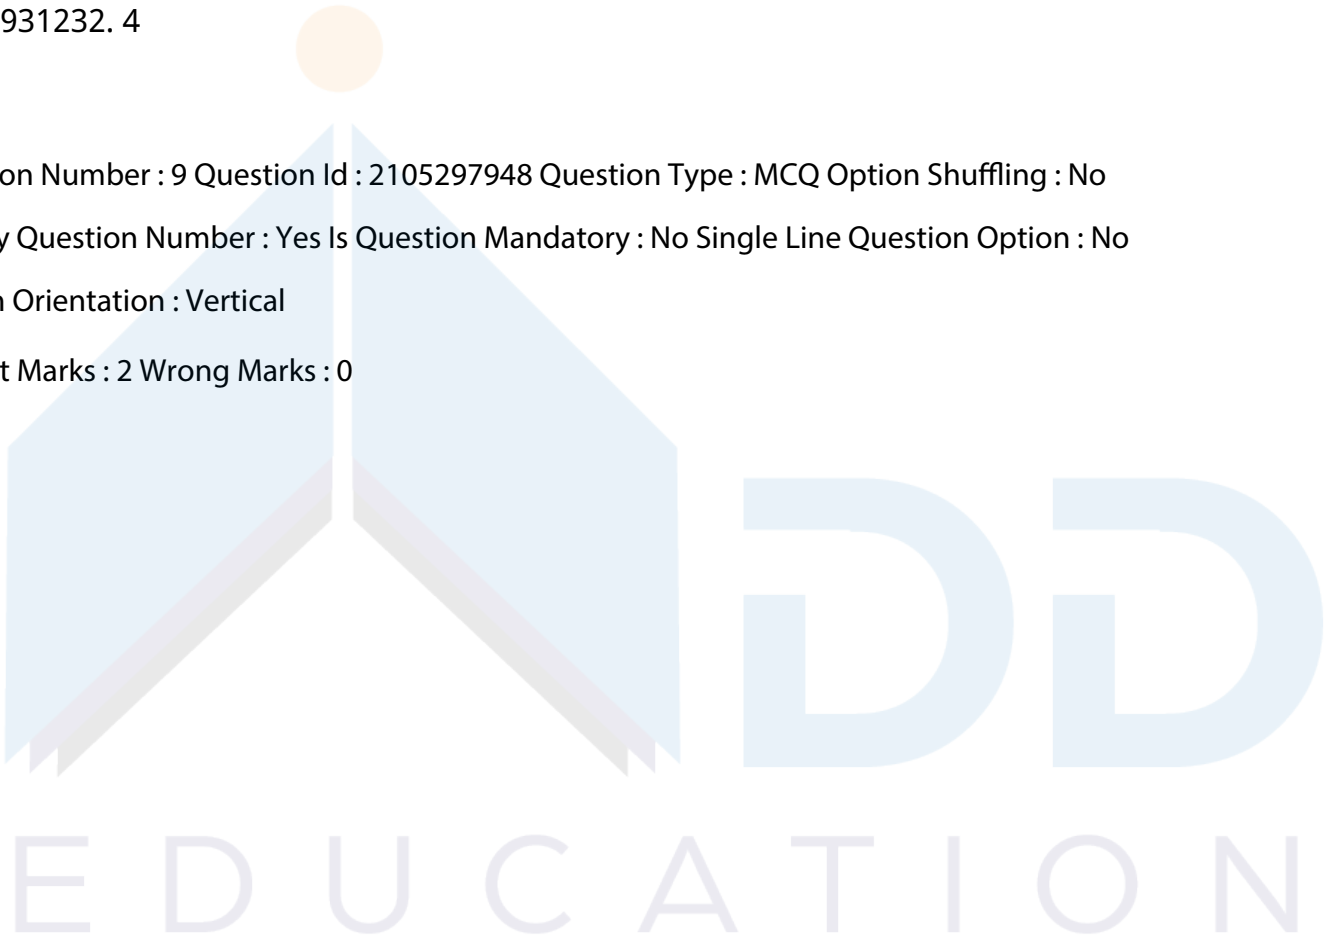 931232. 4
on Number : 9 Question Id : 2105297948 Question Type : MCQ Option Shuffling : No
y Question Number : Yes Is Question Mandatory : No Single Line Question Option : No
n Orientation : Vertical
t Marks : 2 Wrong Marks : 0
DD
EDUCATION